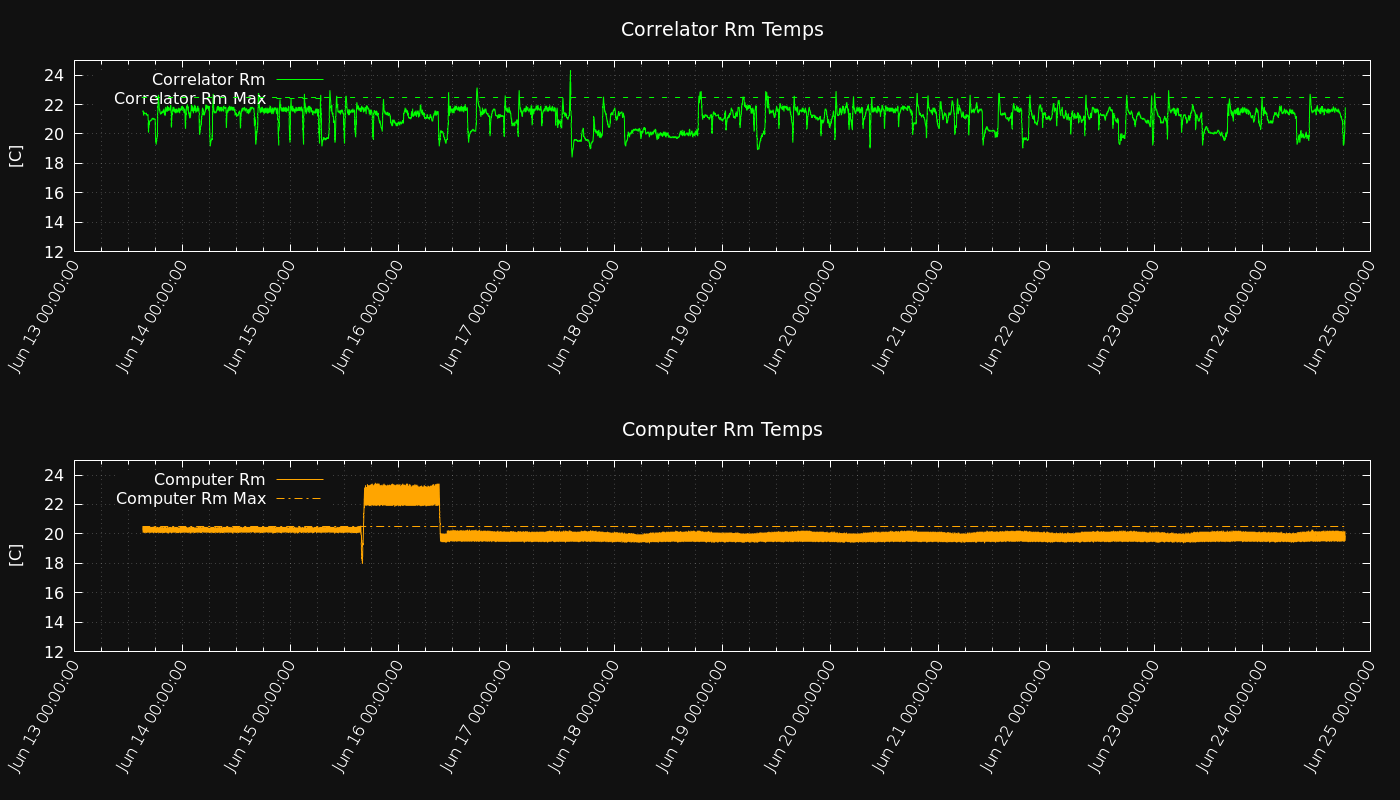 Correlator Rm Temps
Correlator Rm
Correlator Rm Max
24
22
20
18
16
14
12
[C]
Jun 13 00:00:00
Jun 14 00:00:00
Jun 15 00:00:00
Jun 16 00:00:00
Jun 17 00:00:00
Jun 18 00:00:00
Jun 19 00:00:00
Jun 20 00:00:00
Jun 21 00:00:00
Jun 22 00:00:00
Jun 23 00:00:00
Jun 24 00:00:00
Jun 25 00:00:00
Computer Rm Temps
Computer Rm
Computer Rm Max
24
22
20
18
16
14
12
[C]
Jun 13 00:00:00
Jun 14 00:00:00
Jun 15 00:00:00
Jun 16 00:00:00
Jun 17 00:00:00
Jun 18 00:00:00
Jun 19 00:00:00
Jun 20 00:00:00
Jun 21 00:00:00
Jun 22 00:00:00
Jun 23 00:00:00
Jun 24 00:00:00
Jun 25 00:00:00